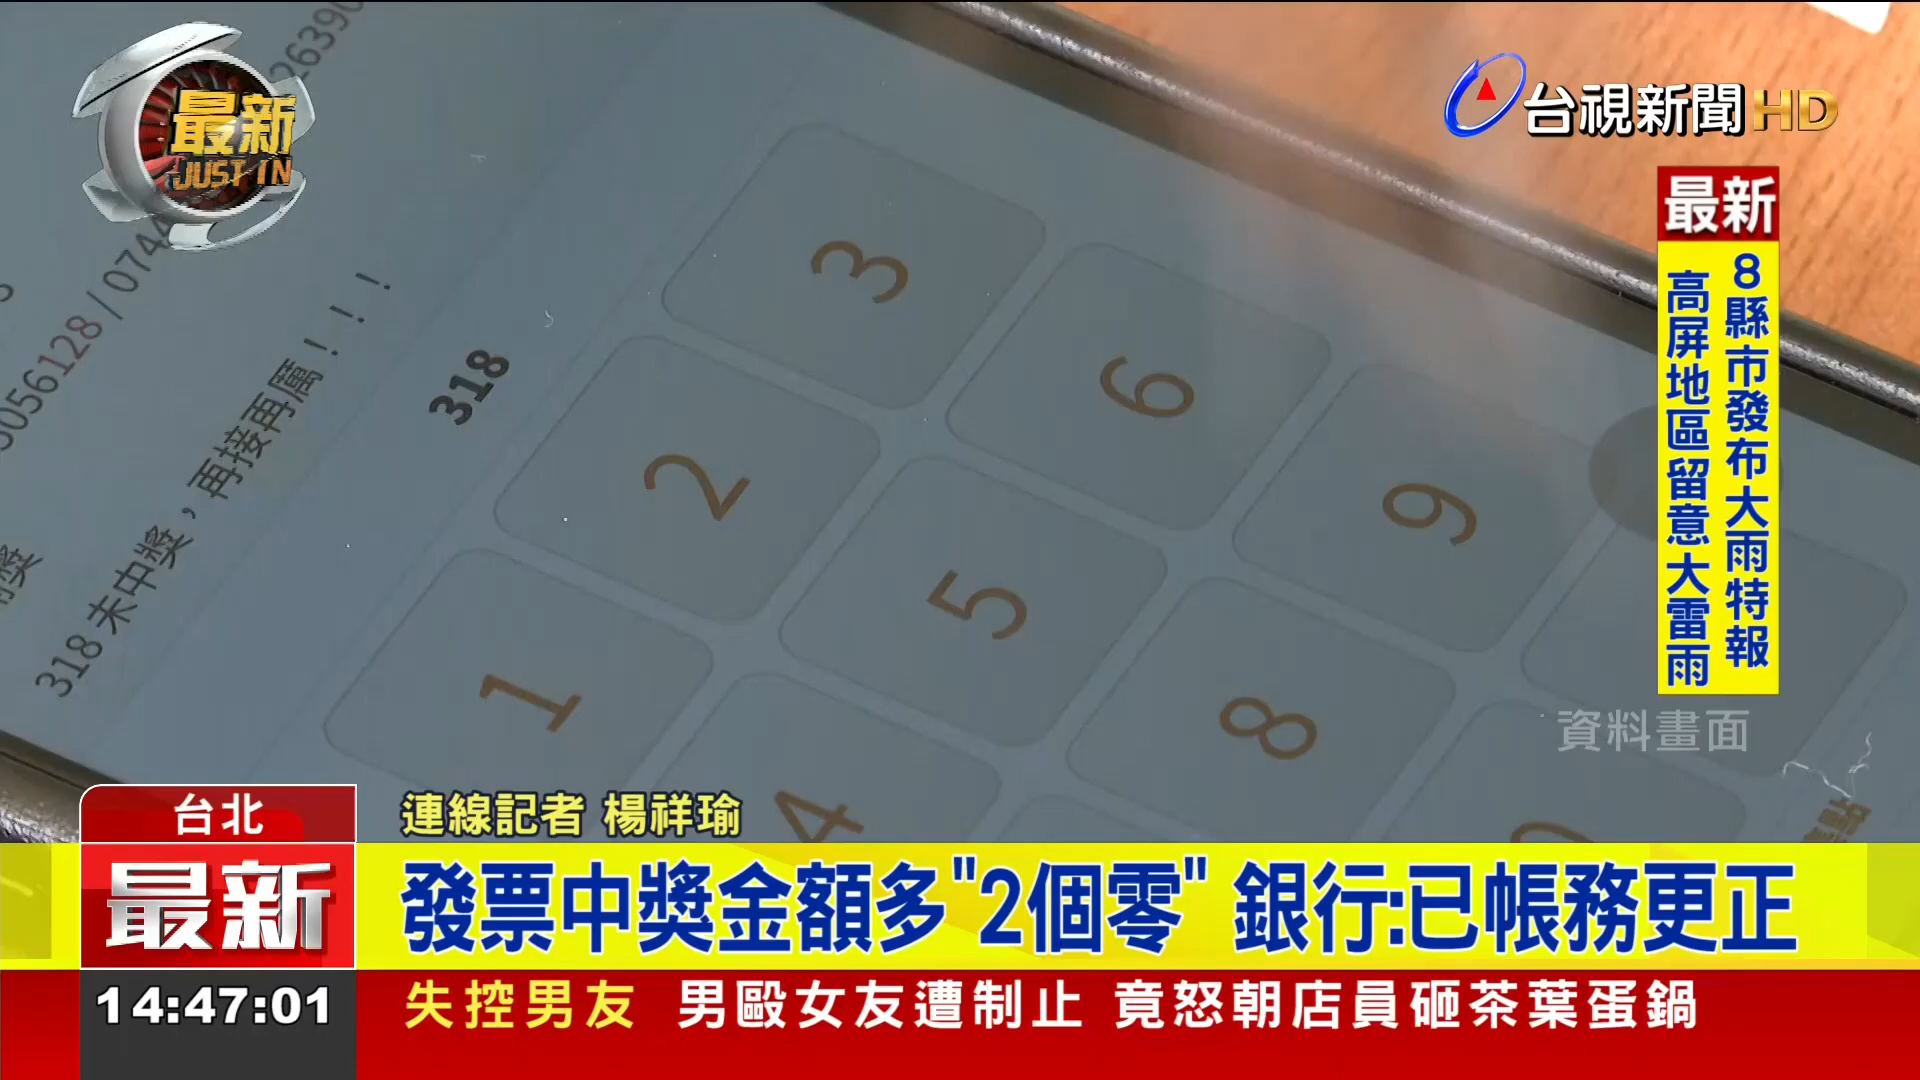 最新
JUST IN
台視新聞HD
最新
8縣市發布大雨特報
高屏地區留意大雷雨
資料畫面
318
318 未中獎，再接再厲！！！
3
6
9
2
5
8
1
4
台北
連線記者 楊祥瑜
最新
發票中獎金額多"2個零" 銀行:已帳務更正
14:47:01
失控男友 男毆女友遭制止 竟怒朝店員砸茶葉蛋鍋